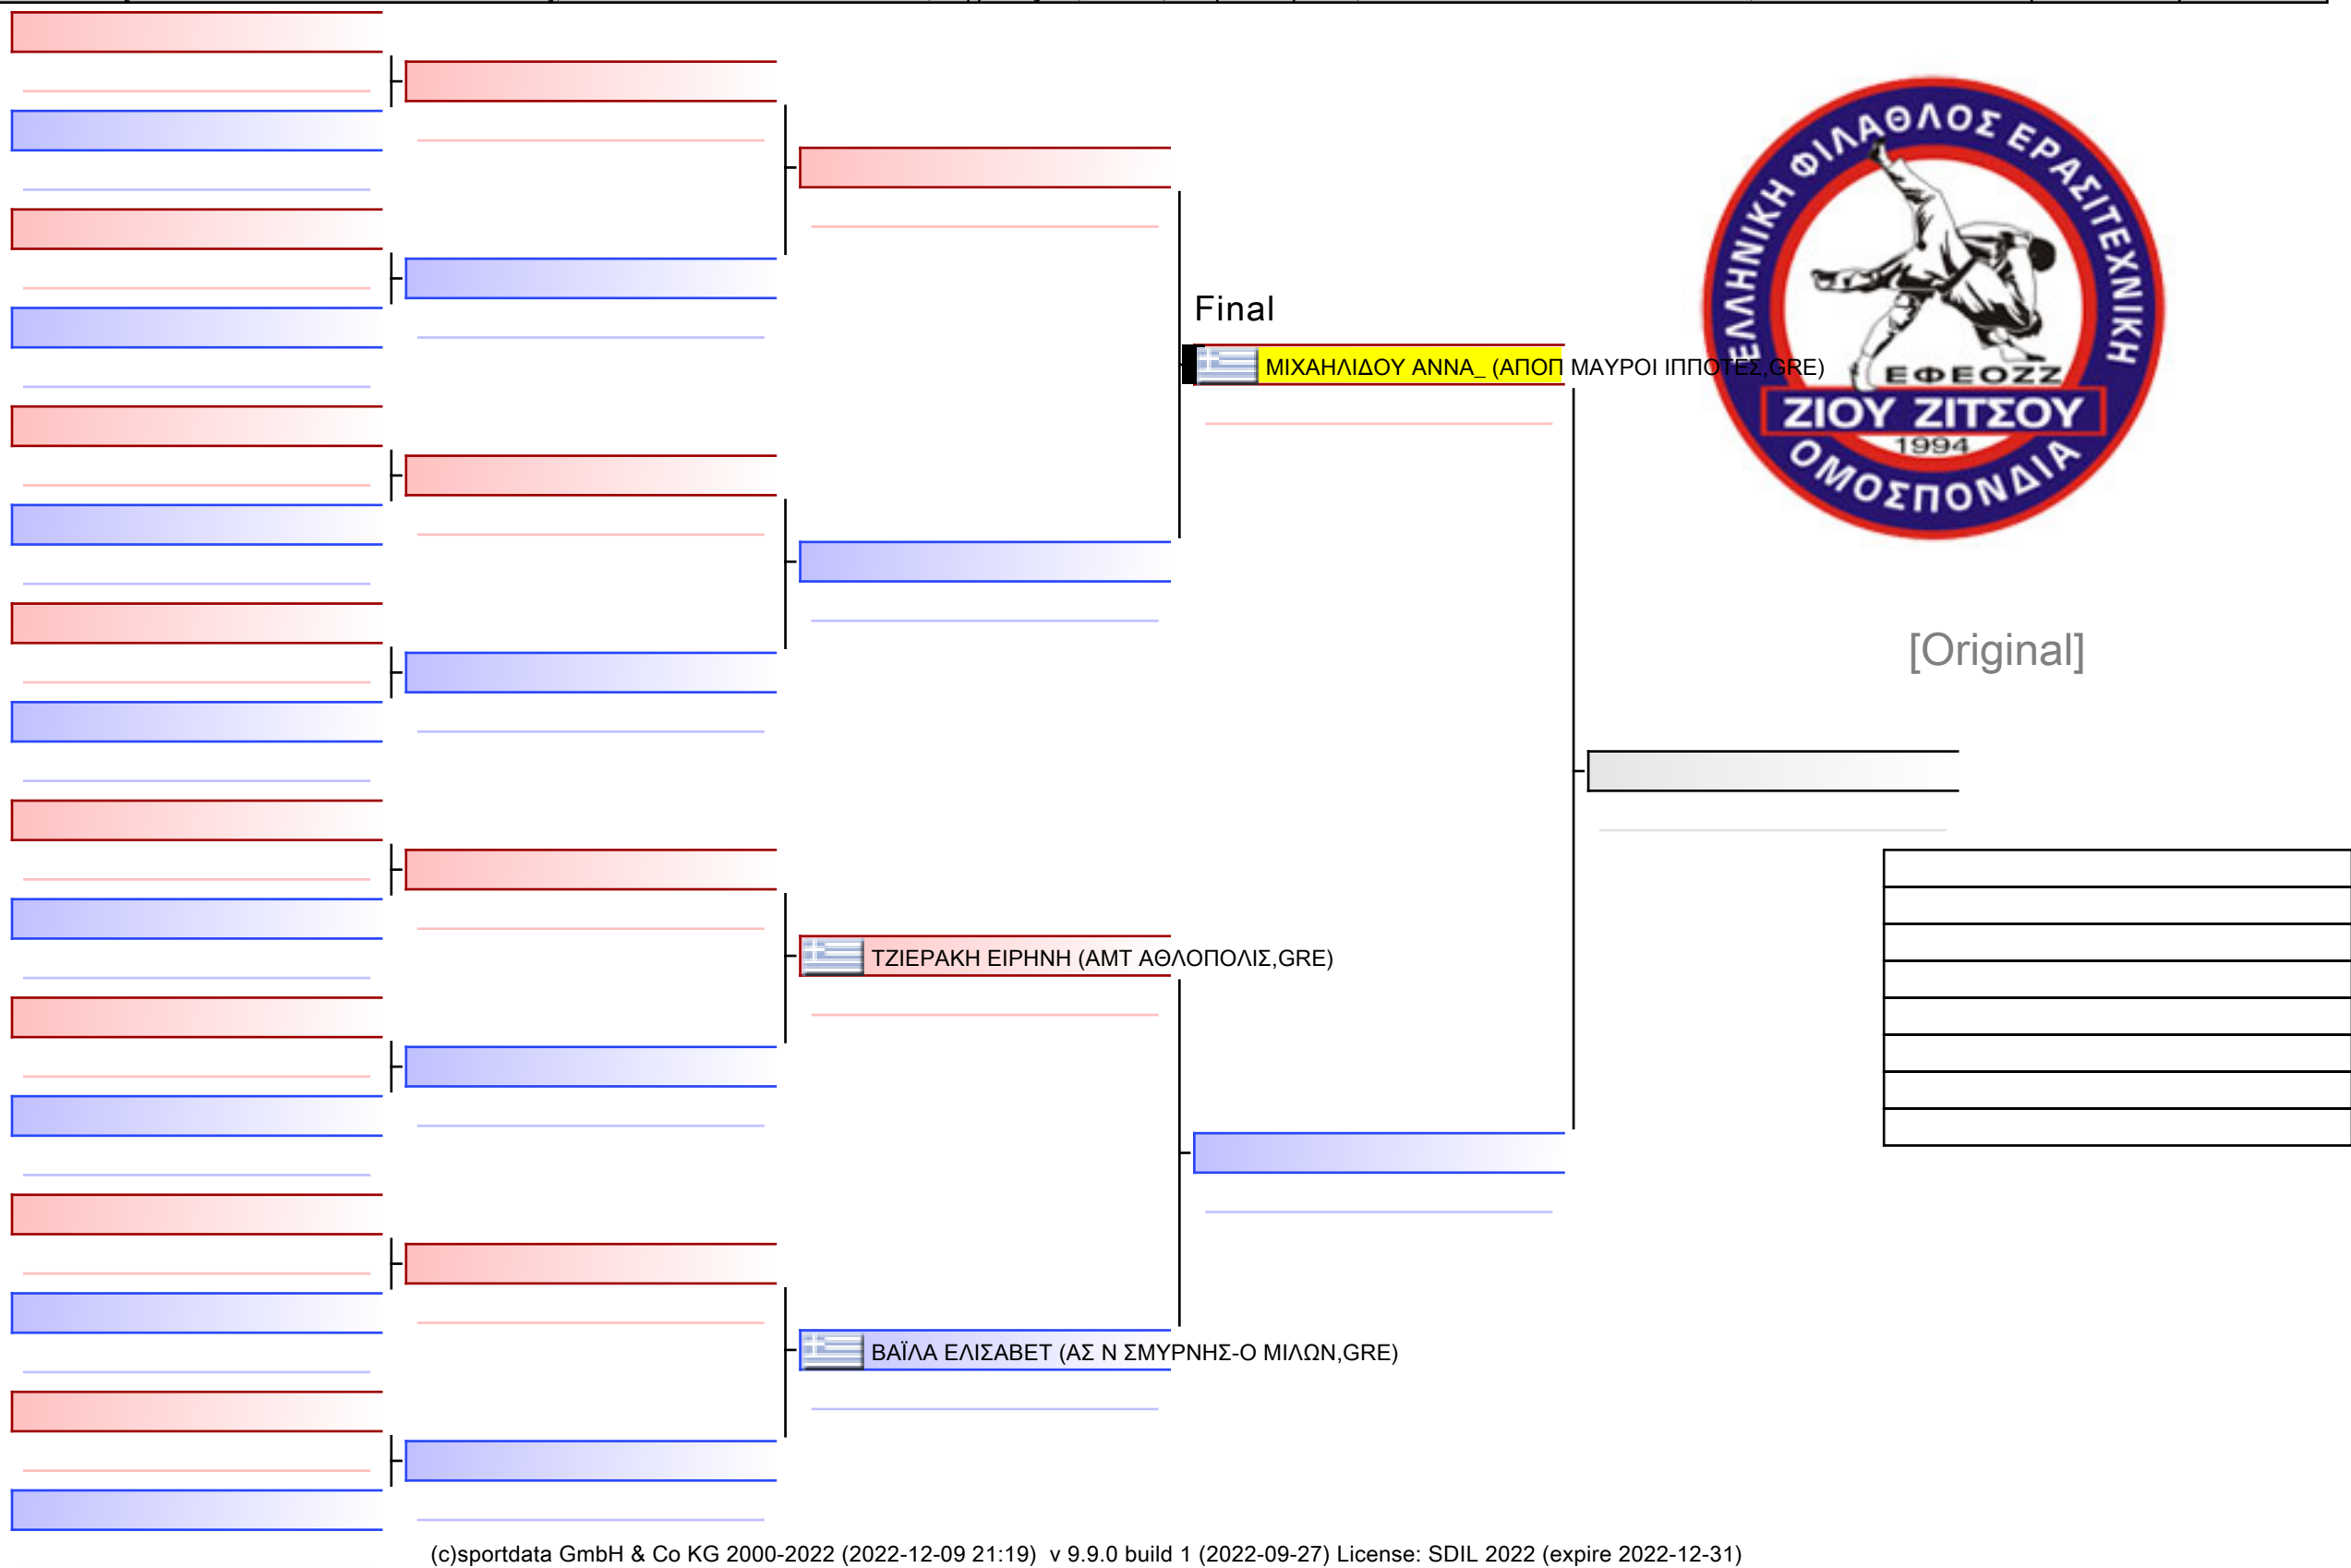 Final
ΜΙΧΑΗΛΙΔΟΥ ΑΝΝΑ_ (ΑΠΟΠ ΜΑΥΡΟΙ ΙΠΠΟΤΕΣ,GRE)
ΕΛΛΗΝΙΚΗ ΦΙΛΑΘΛΟΣ ΕΡΑΣΙΤΕΧΝΙΚΗ
ΕΦΕΟΖΖ
ΖΙΟΥ ΖΙΤΣΟΥ
1994
ΟΜΟΣΠΟΝΔΙΑ
[Original]
ΤΖΙΕΡΑΚΗ ΕΙΡΗΝΗ (ΑΜΤ ΑΘΛΟΠΟΛΙΣ,GRE)
ΒΑΪΛΑ ΕΛΙΣΑΒΕΤ (ΑΣ Ν ΣΜΥΡΝΗΣ-Ο ΜΙΛΩΝ,GRE)
(c)sportdata GmbH & Co KG 2000-2022 (2022-12-09 21:19) v 9.9.0 build 1 (2022-09-27) License: SDIL 2022 (expire 2022-12-31)